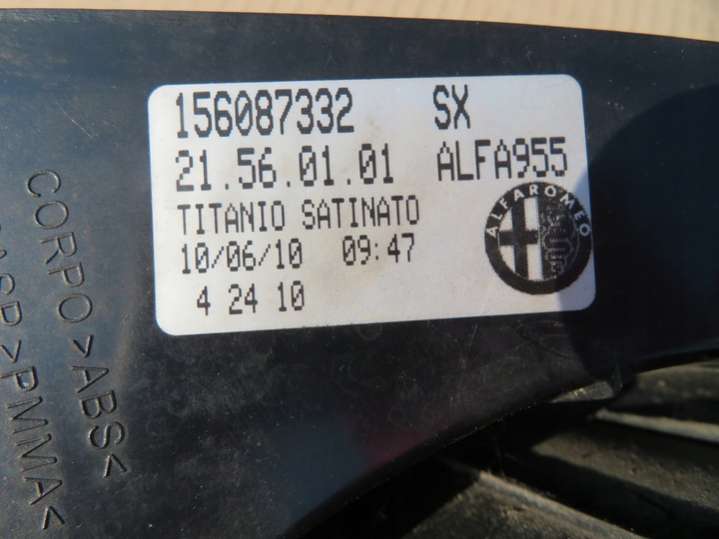 156087332 SX
21.56.01.01 ALFA955
TITANIO SATINATO
10/06/10 09:47
4 24 10
ALFA ROMEO
CORPO >ABS<
>PMMA<